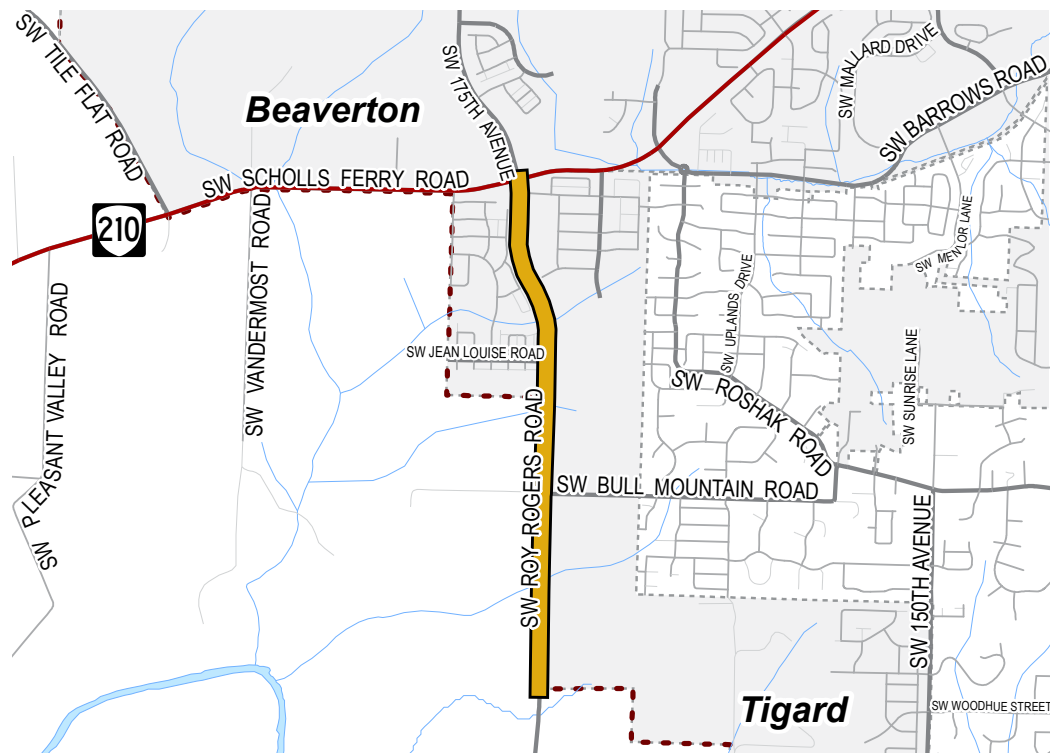 SW TILE FLAT ROAD
SW 175TH AVENUE
SW MALLARD DRIVE
SW BARROWS ROAD
Beaverton
SW SCHOLLS FERRY ROAD
210
SW VANDERMOST ROAD
SW PLEASANT VALLEY ROAD
SW JEAN LOUISE ROAD
SW ROY ROGERS ROAD
SW UPLANDS DRIVE
SW MENLOR LANE
SW SUNRISE LANE
SW ROSHAK ROAD
SW BULL MOUNTAIN ROAD
SW 150TH AVENUE
Tigard
SW WOODHUE STREET